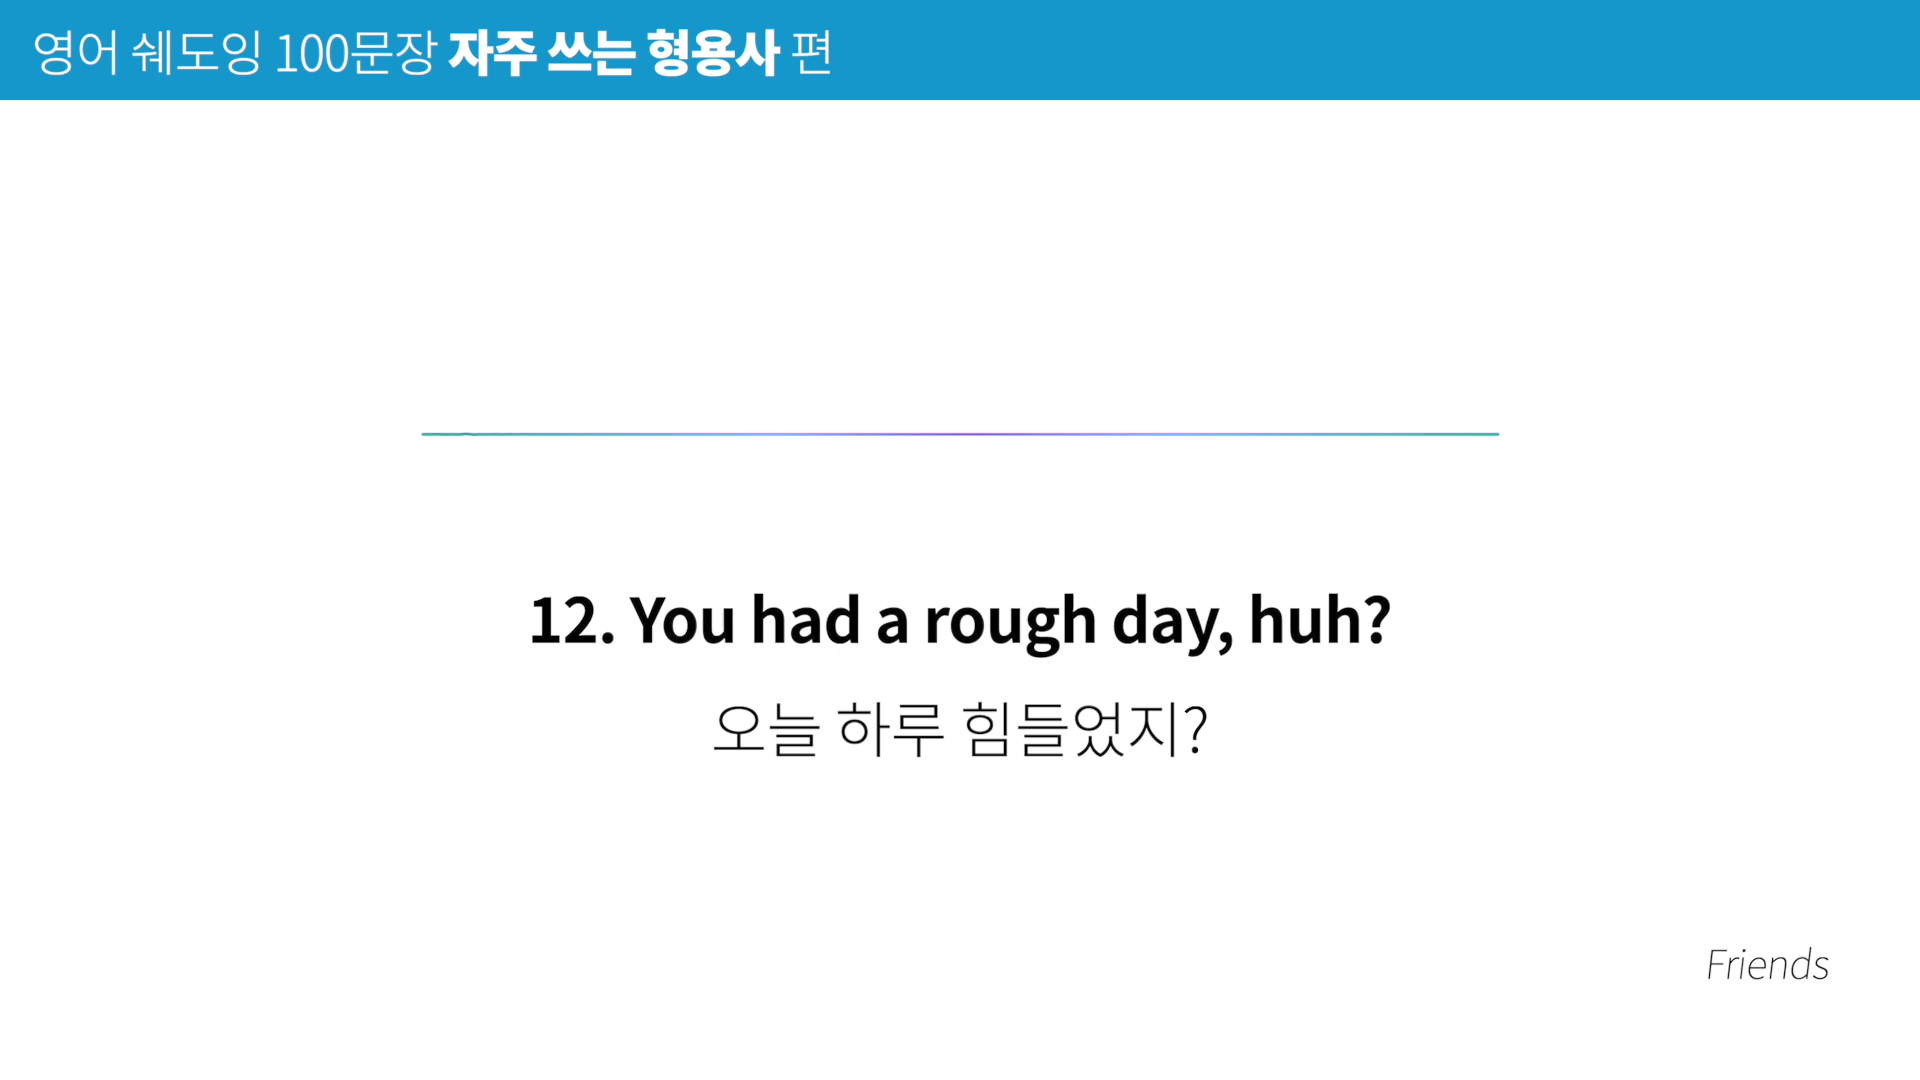 영어 쉐도잉 100문장 자주 쓰는 형용사 편
12. You had a rough day, huh?
오늘 하루 힘들었지?
Friends